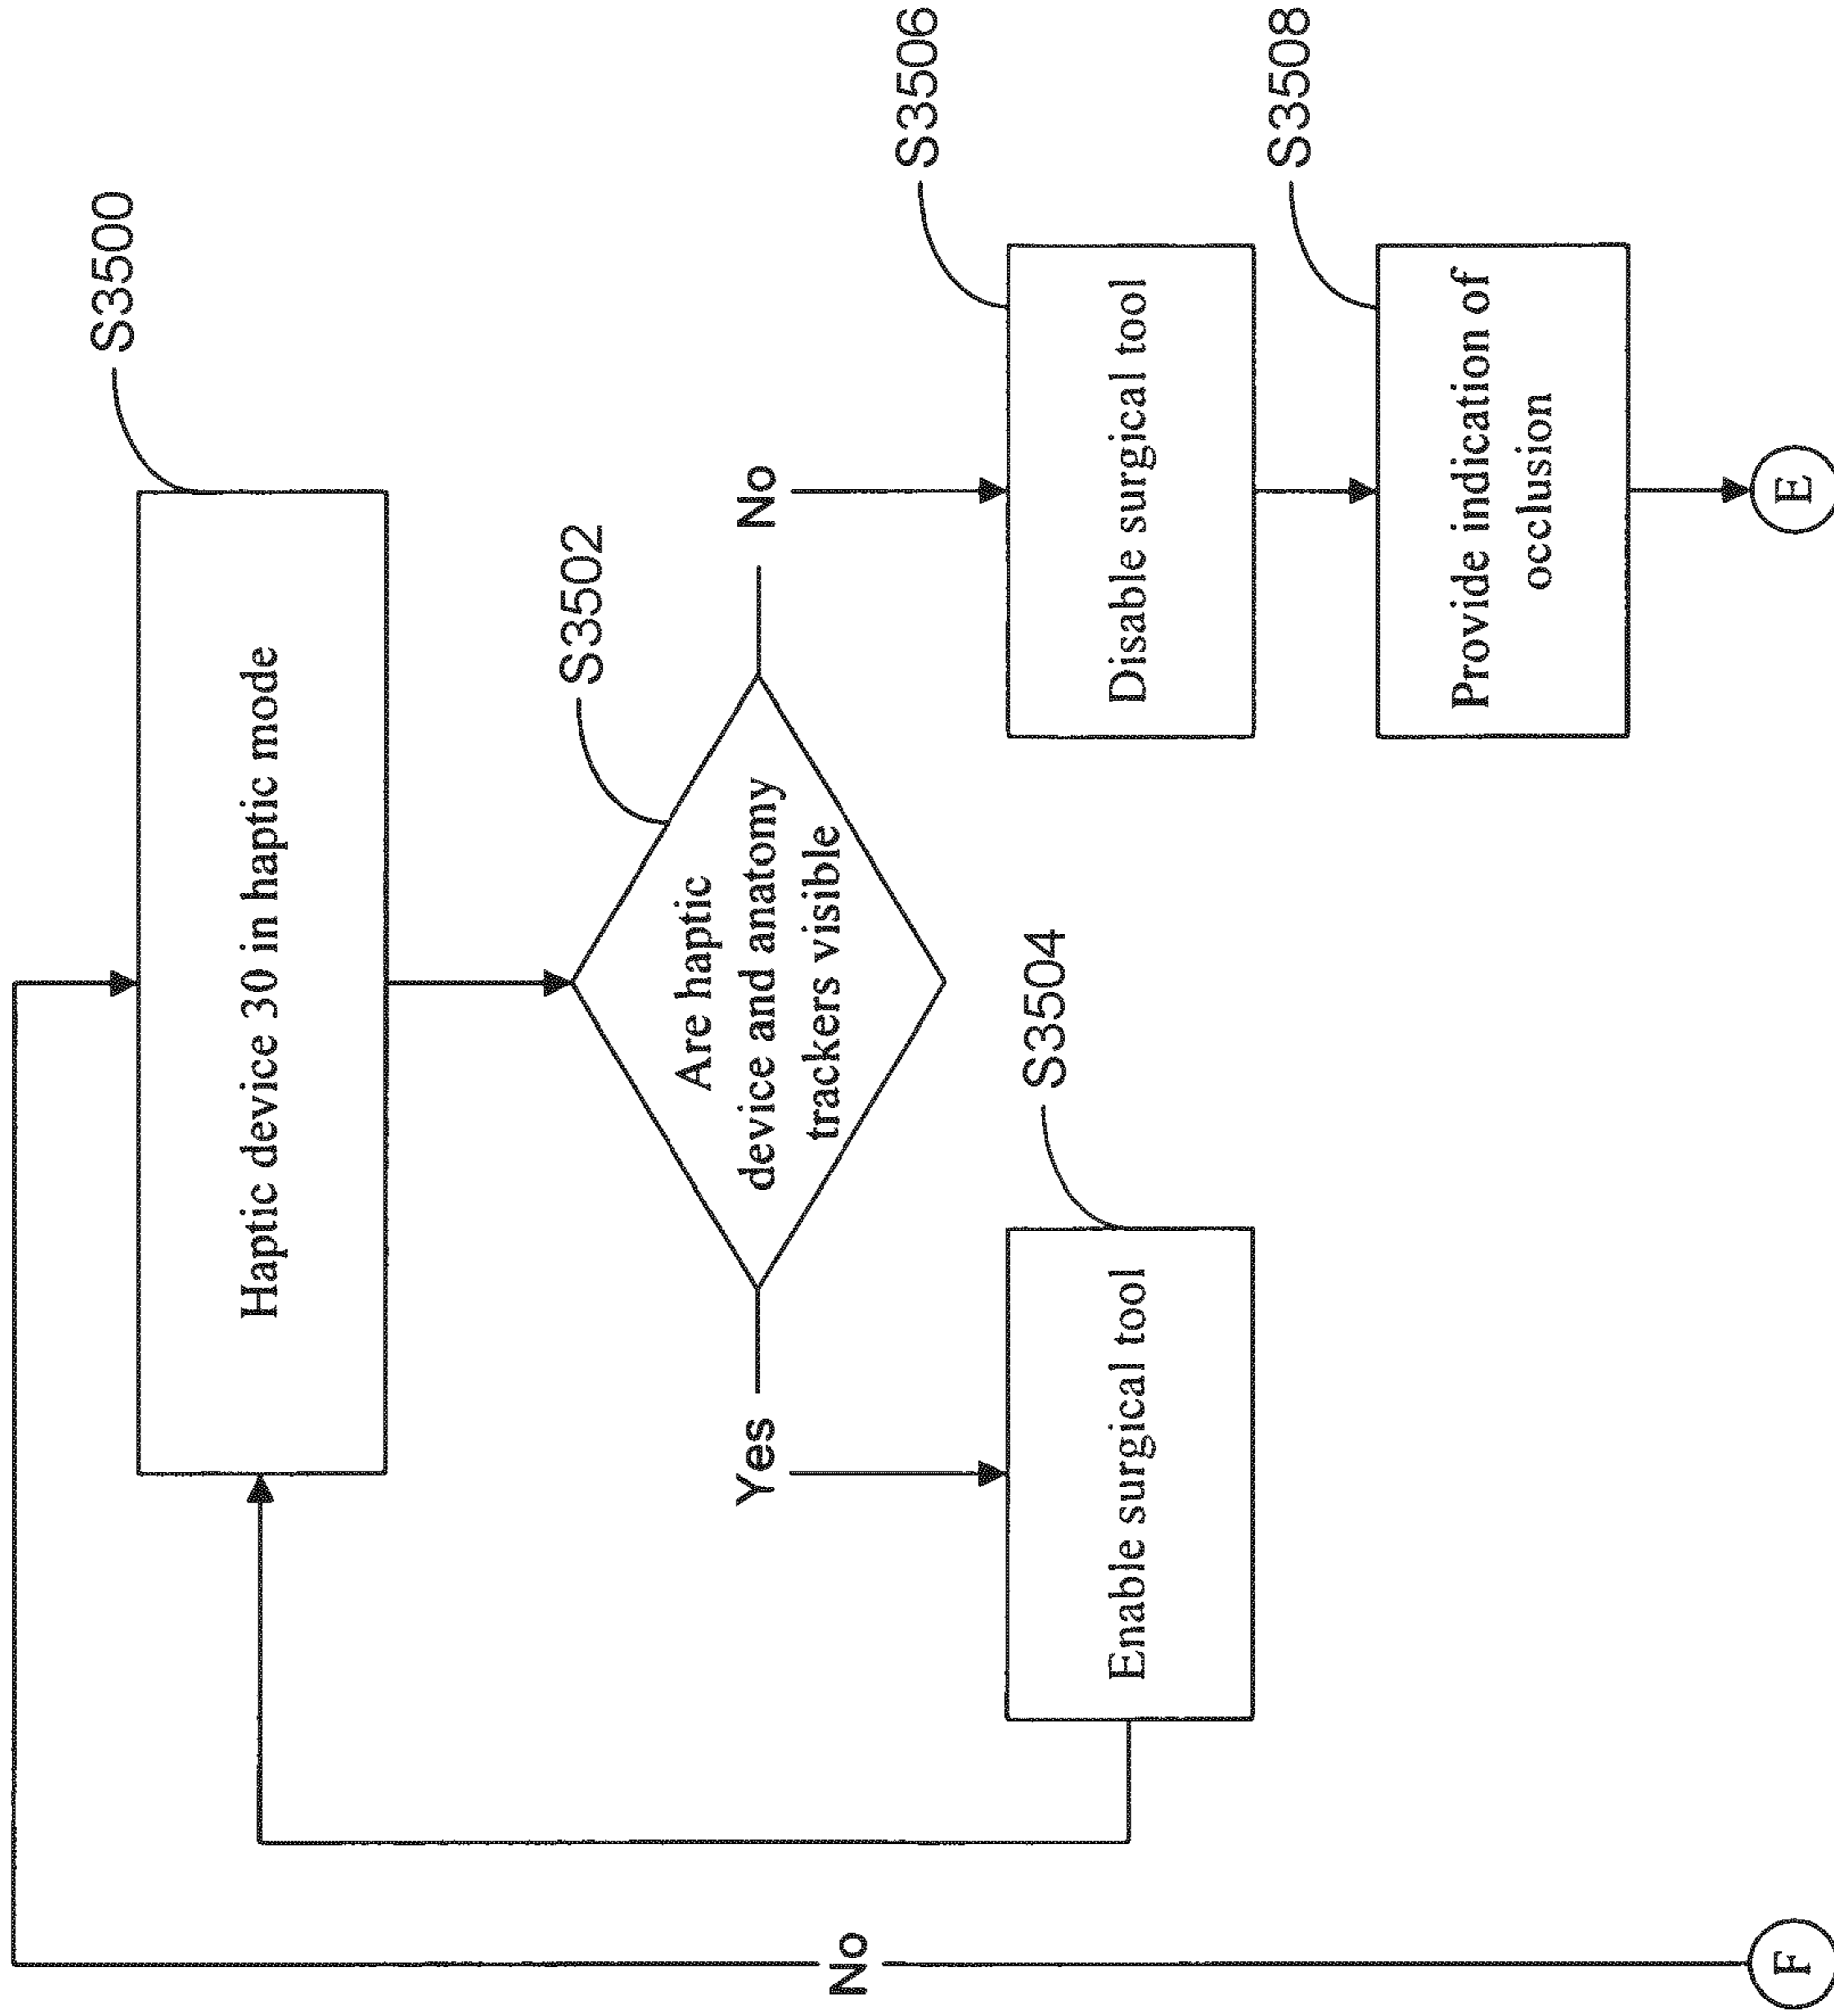 S3500
Haptic device 30 in haptic mode
S3502
Are haptic
device and anatomy
trackers visible
Yes
No
S3504
Enable surgical tool
S3506
Disable surgical tool
S3508
Provide indication of
occlusion
No
F
E